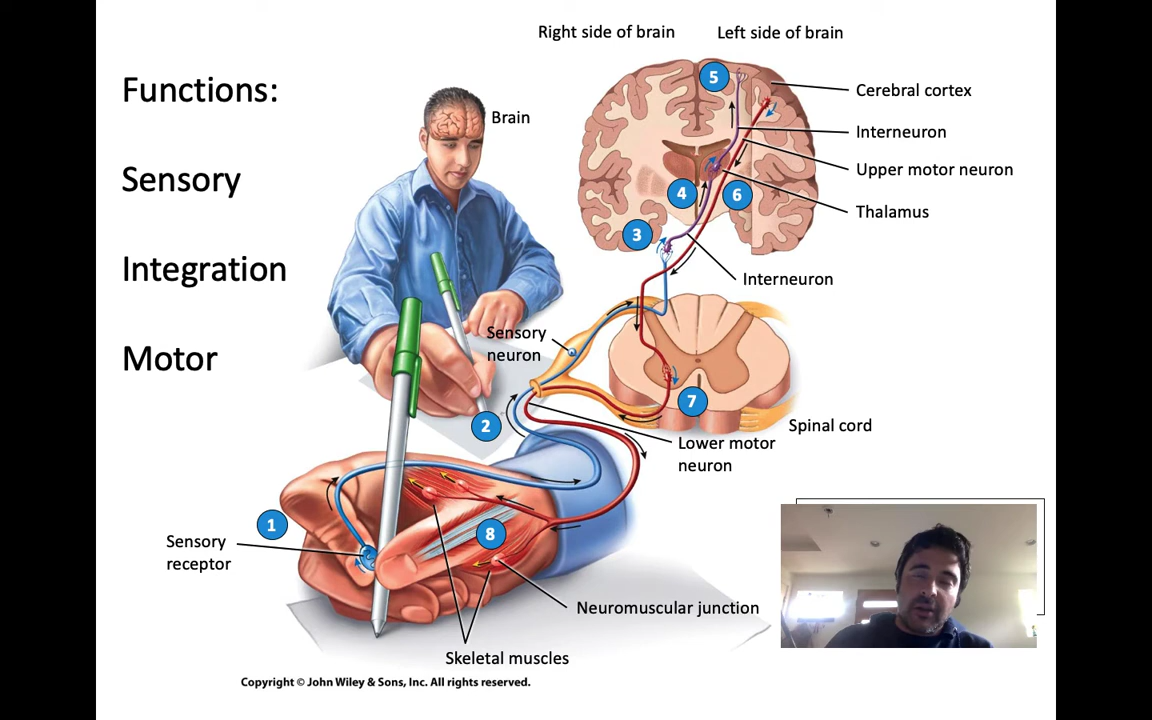 Functions:
Sensory
Integration
Motor
Right side of brain
Left side of brain
Brain
5
Cerebral cortex
Interneuron
Upper motor neuron
4
6
Thalamus
3
Interneuron
Sensory
neuron
2
7
Spinal cord
Lower motor
neuron
1
8
Sensory
receptor
Neuromuscular junction
Skeletal muscles
Copyright © John Wiley & Sons, Inc. All rights reserved.